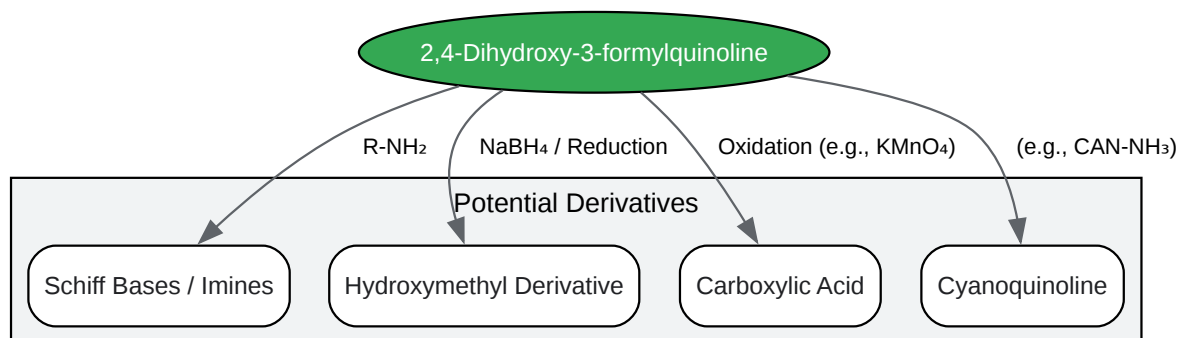 2,4-Dihydroxy-3-formylquinoline
R-NH₂
NaBH₄ / Reduction
Oxidation (e.g., KMnO₄)
(e.g., CAN-NH₃)
Potential Derivatives
Schiff Bases / Imines
Hydroxymethyl Derivative
Carboxylic Acid
Cyanoquinoline